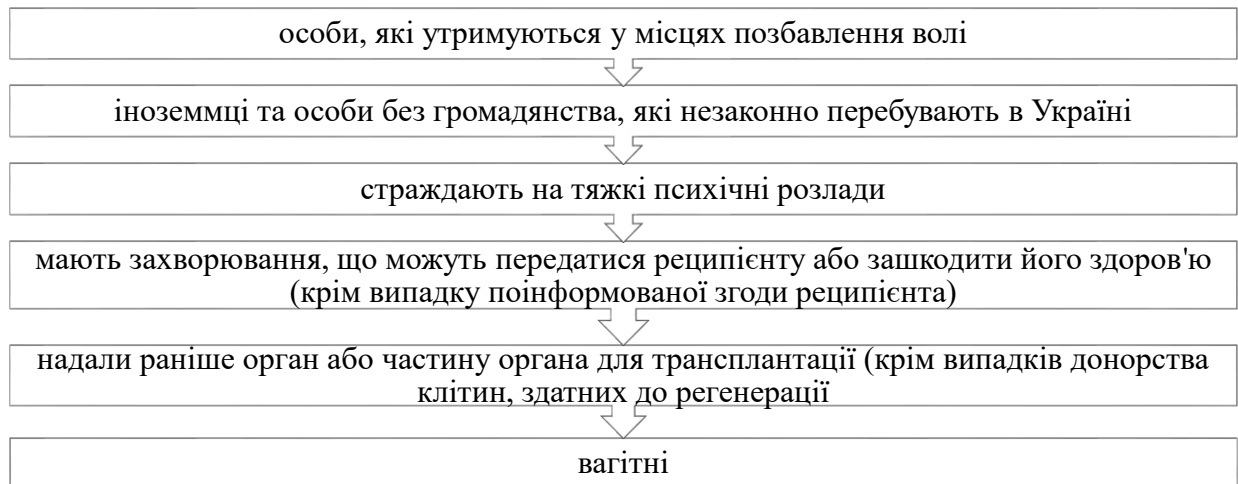 особи, які утримуються у місцях позбавлення волі
іноземмці та особи без громадянства, які незаконно перебувають в Україні
страждають на тяжкі психічні розлади
мають захворювання, що можуть передатися реципієнту або зашкодити його здоров'ю
(крім випадку поінформованої згоди реципієнта)
надали раніше орган або частину органа для трансплантації (крім випадків донорства
клітин, здатних до регенерації
вагітні